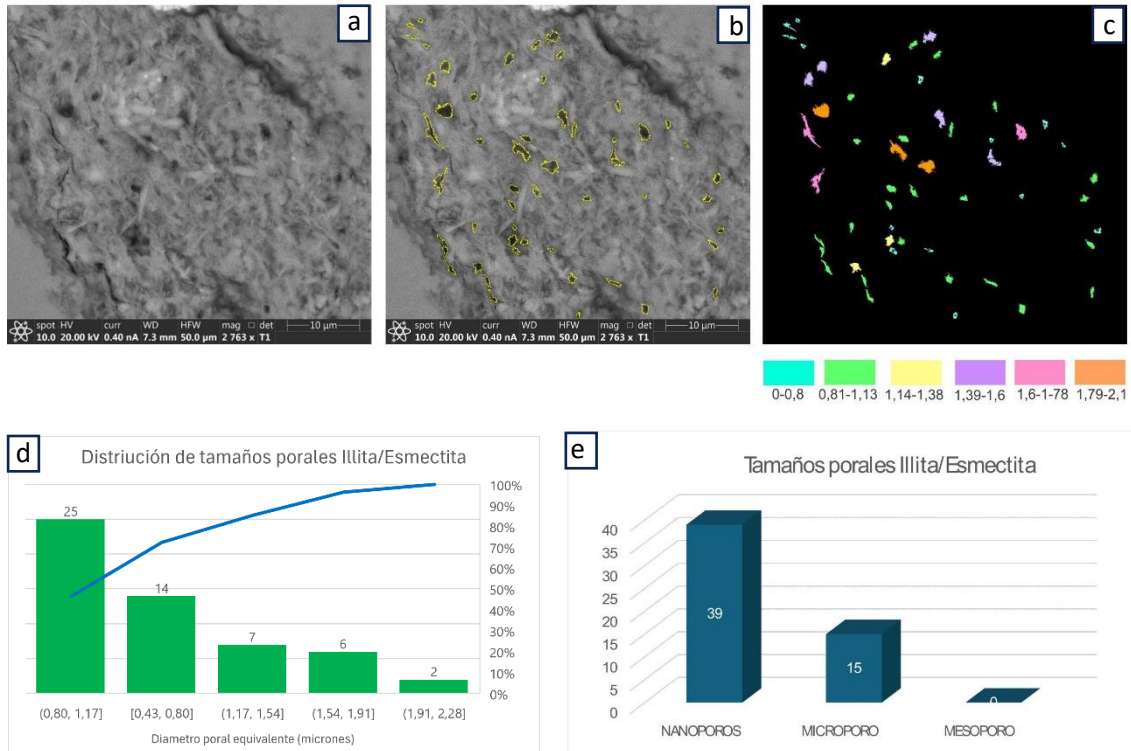 a
b
c
spot HV curr WD HFW mag □ det 10 µm
10.0 20.00 kV 0.40 nA 7.3 mm 50.0 µm 2 763 x T1
spot HV curr WD HFW mag □ det 10 µm
10.0 20.00 kV 0.40 nA 7.3 mm 50.0 µm 2 763 x T1
0-0,8 0,81-1,13 1,14-1,38 1,39-1,6 1,6-1-78 1,79-2,1
d
Distriución de tamaños porales Illita/Esmectita
25
14
7
6
2
100%
90%
80%
70%
60%
50%
40%
30%
20%
10%
0%
(0,80, 1,17] [0,43, 0,80] (1,17, 1,54] (1,54, 1,91] (1,91, 2,28]
Diametro poral equivalente (micrones)
e
Tamaños porales Illita/Esmectita
40
35
30
25
20
15
10
5
0
39
15
0
NANOPOROS MICROPORO MESOPORO